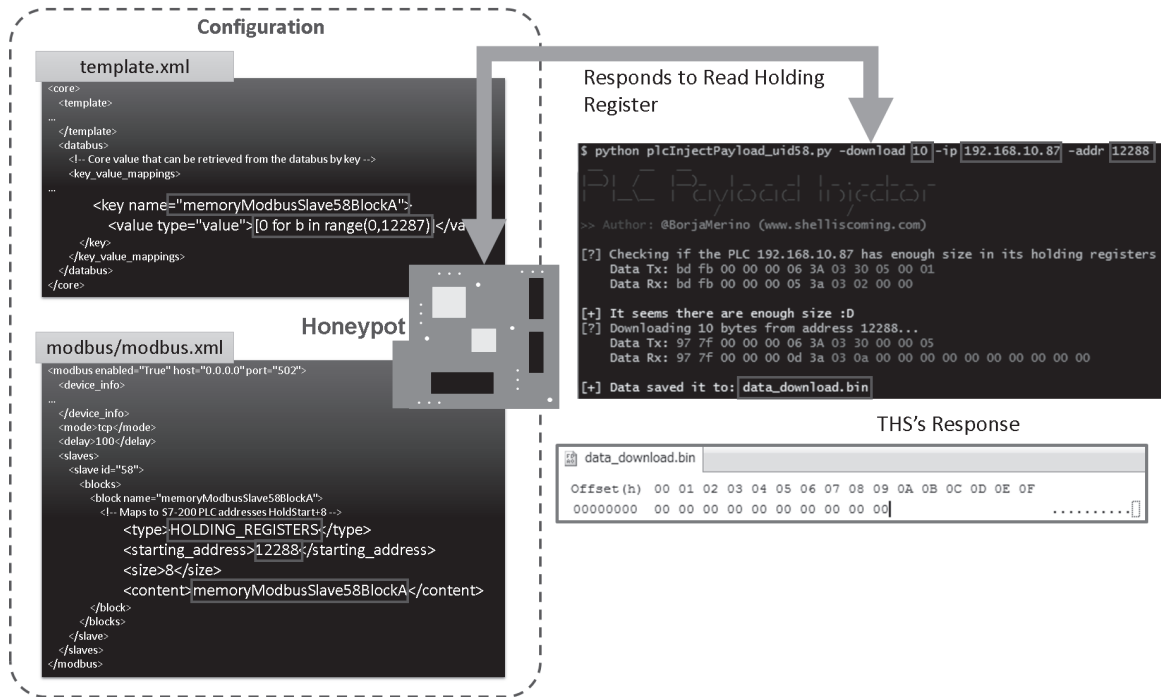 Configuration
template.xml
<core>
<template>
...
</template>
<databus>
<!-- Core value that can be retrieved from the databus by key -->
<key_value_mappings>
...
<key name="memoryModbusSlave58BlockA">
<value type="value">[0 for b in range(0,12287)</va
</key>
</key_value_mappings>
</databus>
</core>
Honeypot
modbus/modbus.xml
<modbus enabled="True" host="0.0.0.0" port="502">
<device_info>
...
</device_info>
<mode>tcp</mode>
<delay>100</delay>
<slaves>
<slave id="58">
<blocks>
<block name="memoryModbusSlave58BlockA">
<!-- Maps to S7-200 PLC addresses HoldStart+8 -->
<type>HOLDING_REGISTERS</type>
<starting_address>12288</starting_address>
<size>8</size>
<content>memoryModbusSlave58BlockA</content>
</block>
</blocks>
</slave>
</slaves>
</modbus>
Responds to Read Holding
Register
$ python plcInjectPayload_uid58.py -download 10 -ip 192.168.10.87 -addr 12288
PLC Payload Injector
>> Author: @BorjaMerino (www.shelliscoming.com)
[?] Checking if the PLC 192.168.10.87 has enough size in its holding registers
Data Tx: bd fb 00 00 00 06 3A 03 30 05 00 01
Data Rx: bd fb 00 00 00 05 3a 03 02 00 00
[+] It seems there are enough size :D
[?] Downloading 10 bytes from address 12288...
Data Tx: 97 7f 00 00 00 06 3A 03 30 00 00 05
Data Rx: 97 7f 00 00 00 0d 3a 03 0a 00 00 00 00 00 00 00 00 00 00
[+] Data saved it to: data_download.bin
THS's Response
data_download.bin
Offset(h) 00 01 02 03 04 05 06 07 08 09 0A 0B 0C 0D 0E 0F
00000000 00 00 00 00 00 00 00 00 00 00 ..........